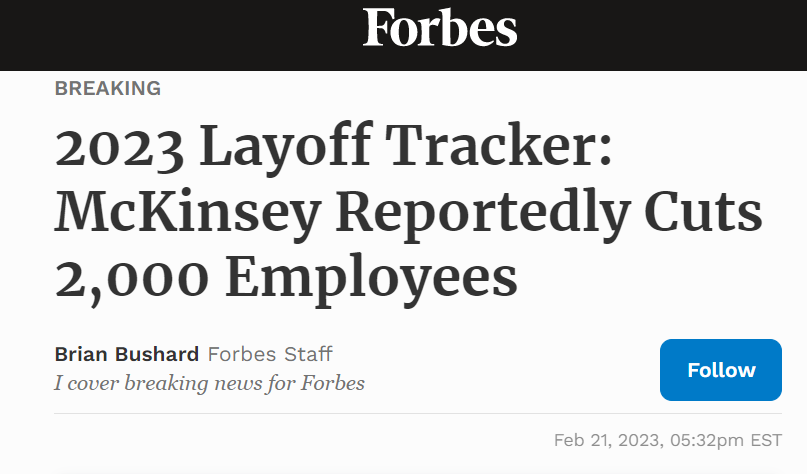 Forbes
BREAKING
2023 Layoff Tracker:
McKinsey Reportedly Cuts
2,000 Employees
Brian Bushard Forbes Staff
I cover breaking news for Forbes
Follow
Feb 21, 2023, 05:32pm EST